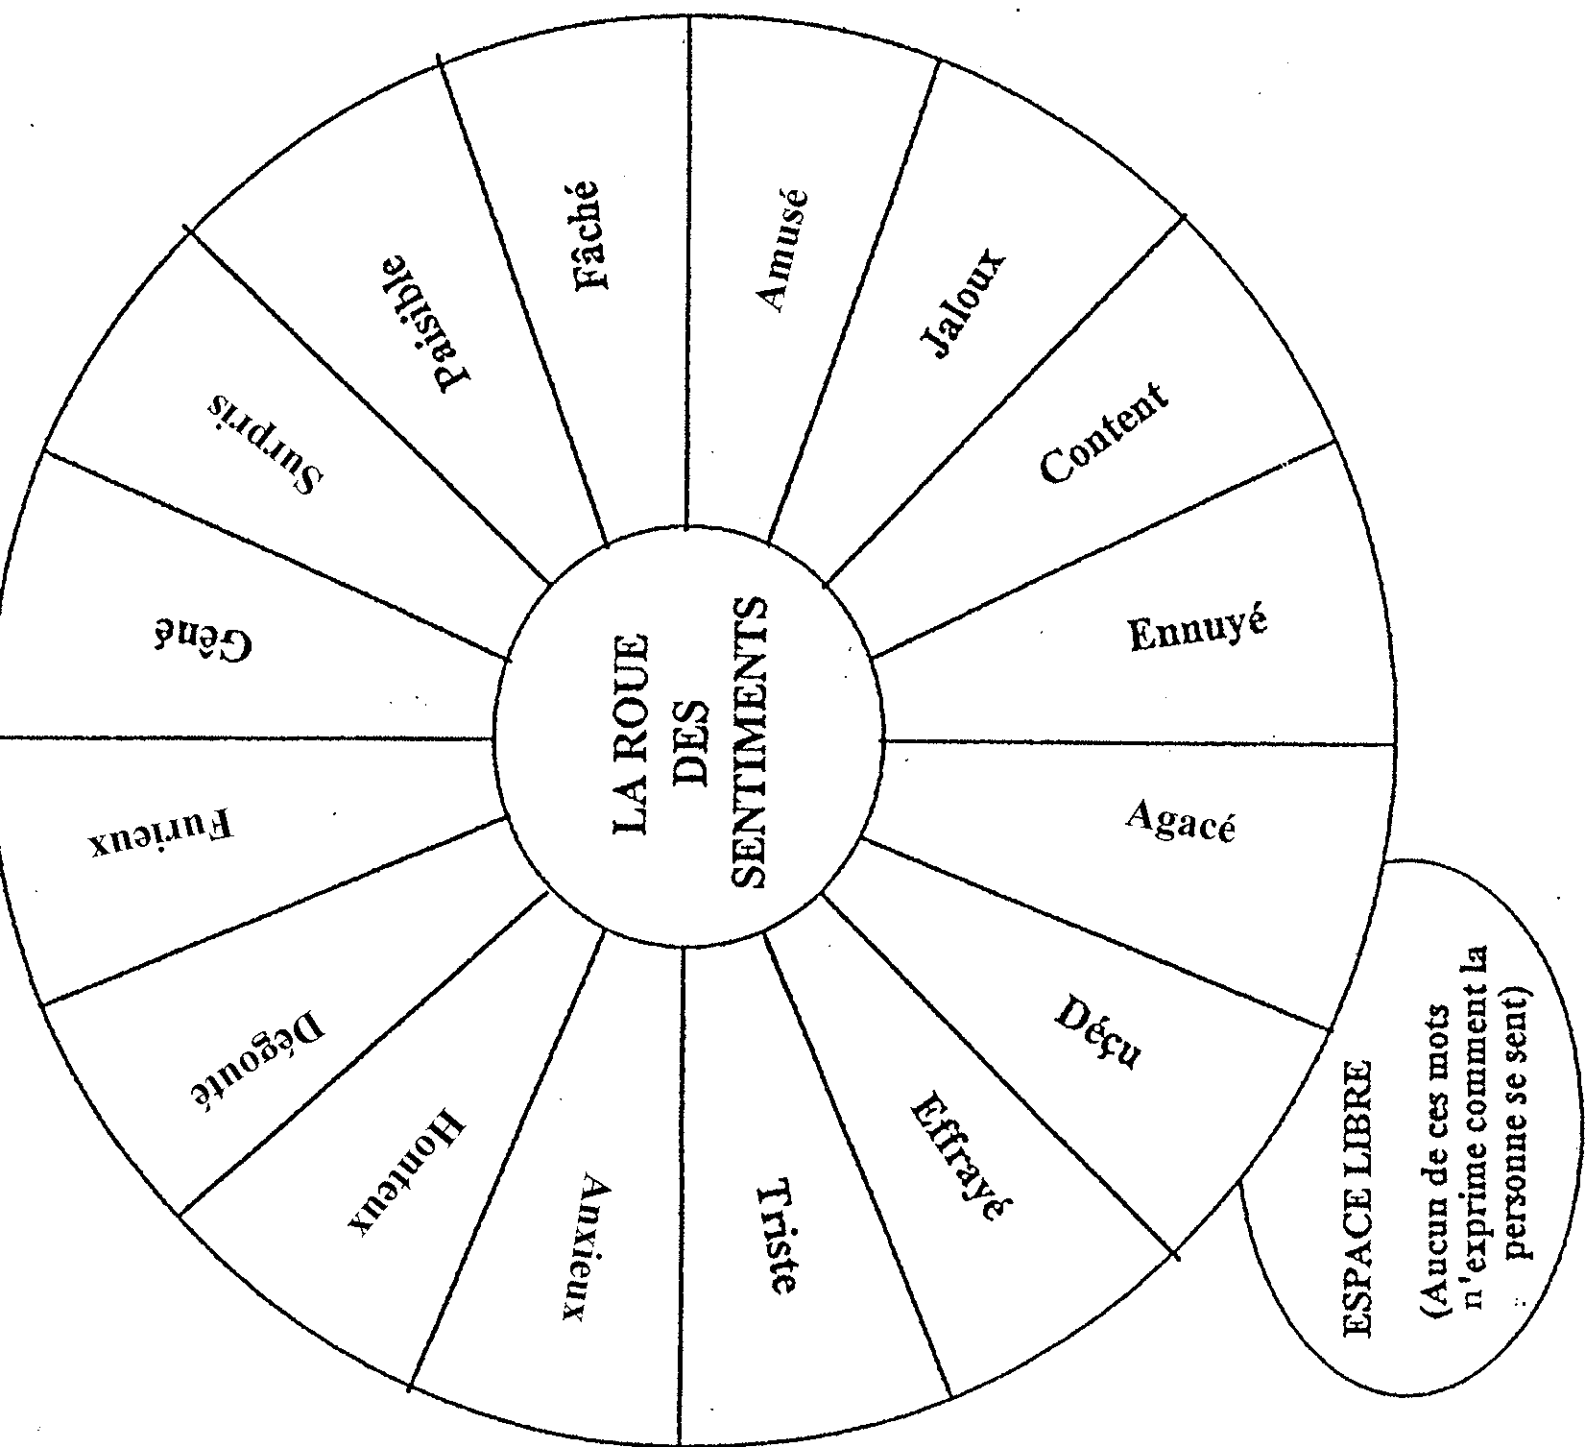 LA ROUE
DES
SENTIMENTS
Fâché
Amusé
Jaloux
Content
Ennuyé
Agacé
Déçu
Effrayé
Triste
Anxieux
Honteux
Dégouté
Furieux
Gêné
Surpris
Paisible
ESPACE LIBRE
(Aucun de ces mots
n'exprime comment la
personne se sent)